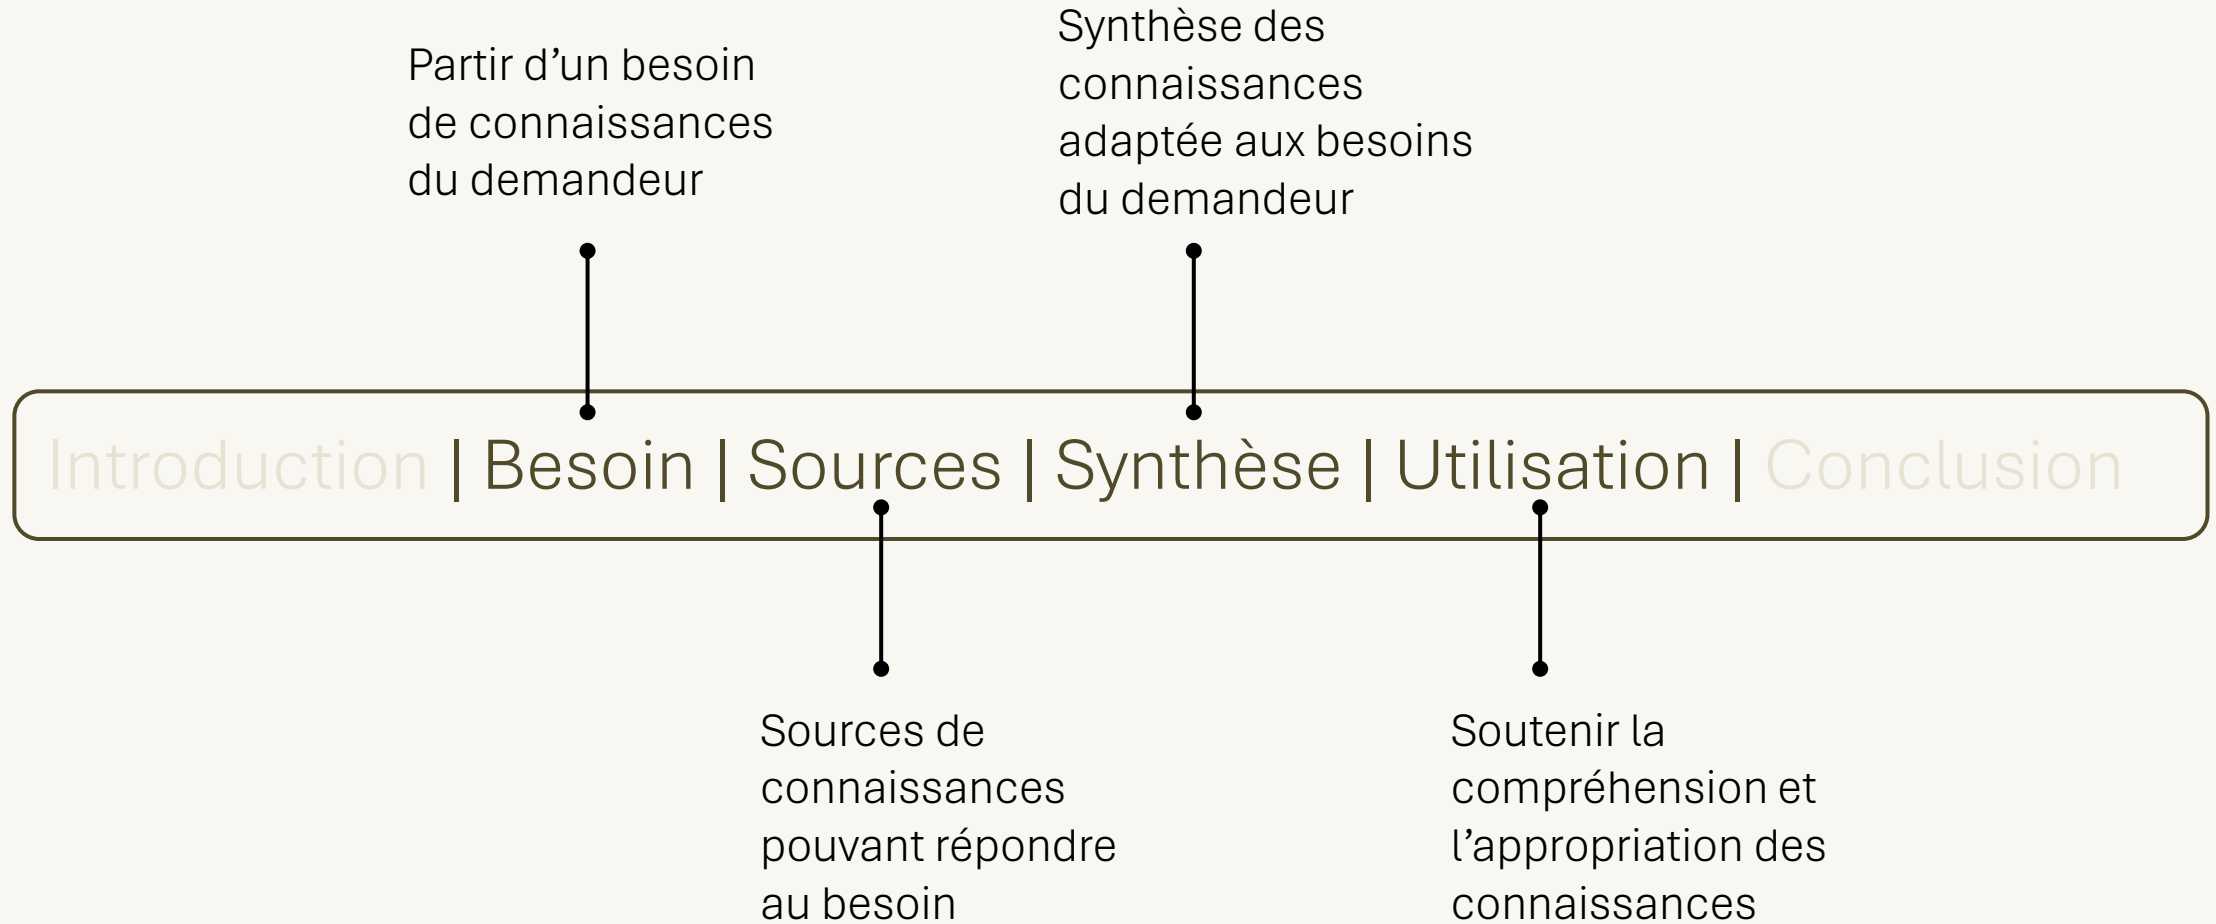 Partir d’un besoin
de connaissances
du demandeur
Synthèse des
connaissances
adaptée aux besoins
du demandeur
Introduction | Besoin | Sources | Synthèse | Utilisation | Conclusion
Sources de
connaissances
pouvant répondre
au besoin
Soutenir la
compréhension et
l’appropriation des
connaissances